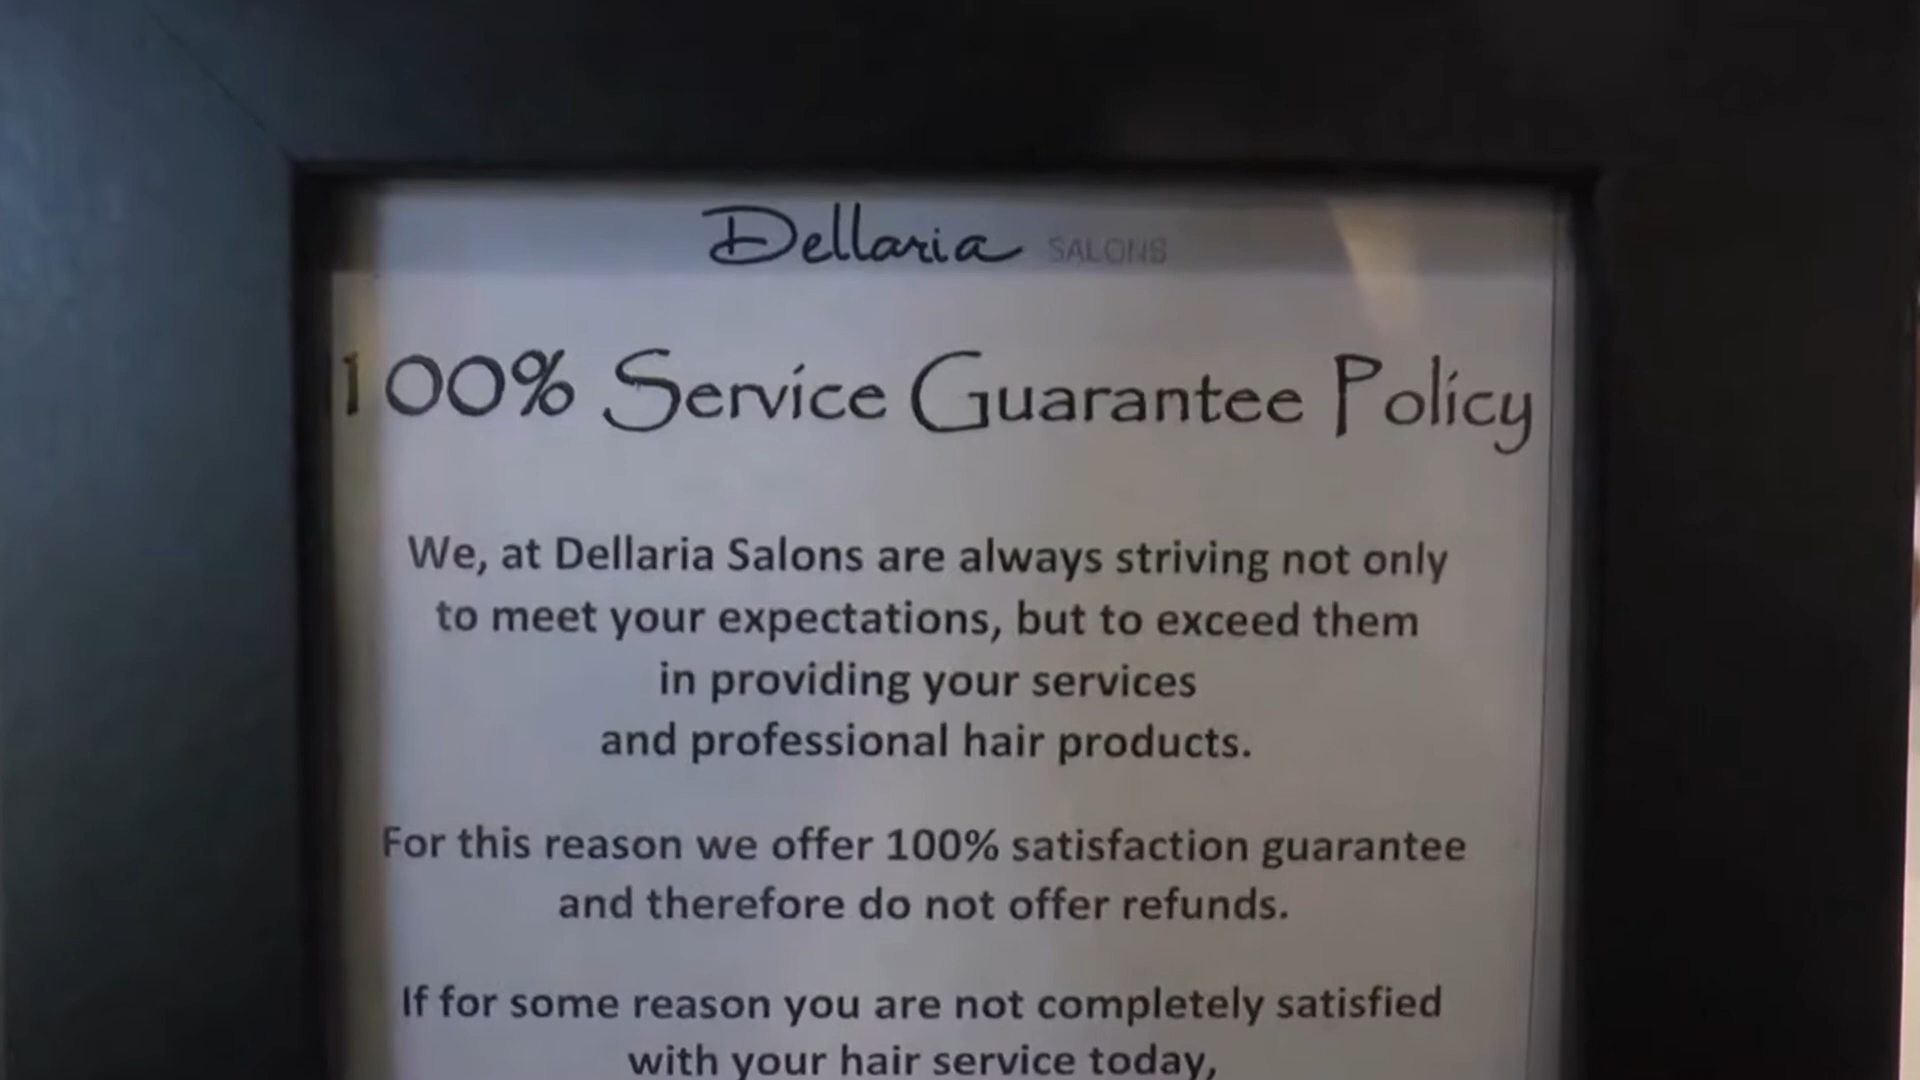 Dellaria SALONS
100% Service Guarantee Policy
We, at Dellaria Salons are always striving not only
to meet your expectations, but to exceed them
in providing your services
and professional hair products.
For this reason we offer 100% satisfaction guarantee
and therefore do not offer refunds.
If for some reason you are not completely satisfied
with your hair service today,